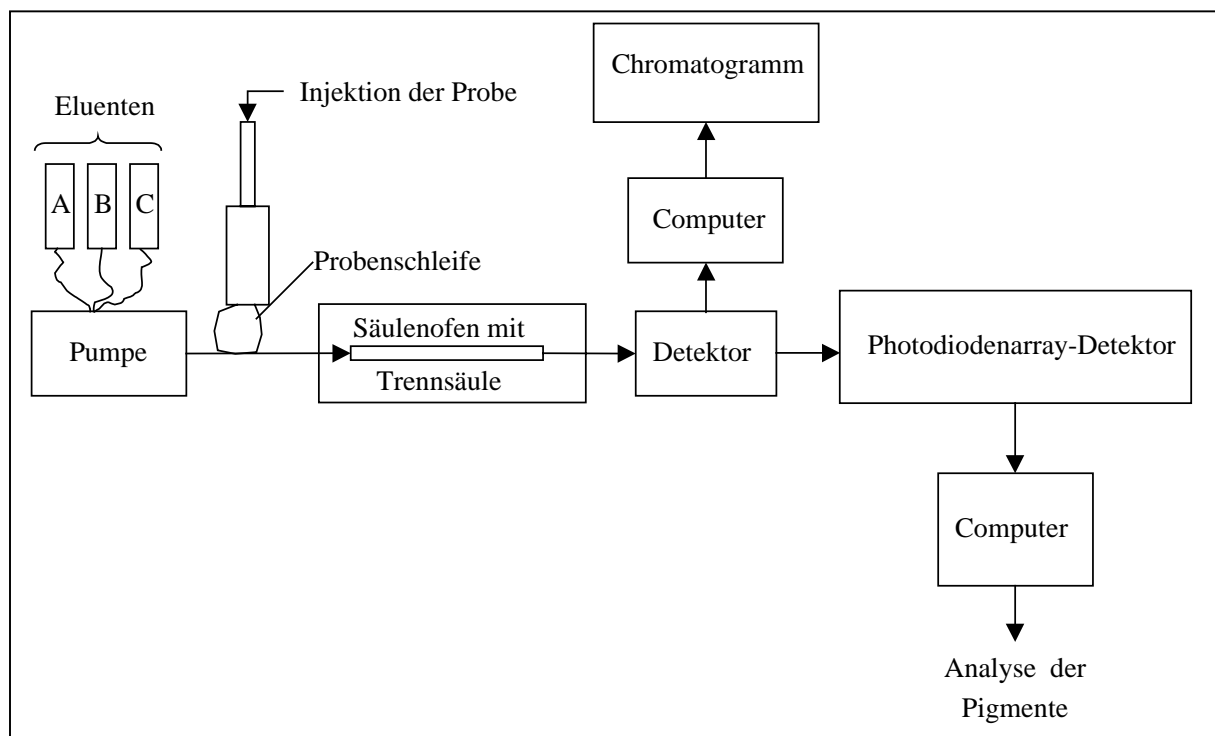 Chromatogramm
Injektion der Probe
Eluenten
A B C
Computer
Probenschleife
Pumpe
Säulenofen mit
Trennsäule
Detektor
Photodiodenarray-Detektor
Computer
Analyse der
Pigmente